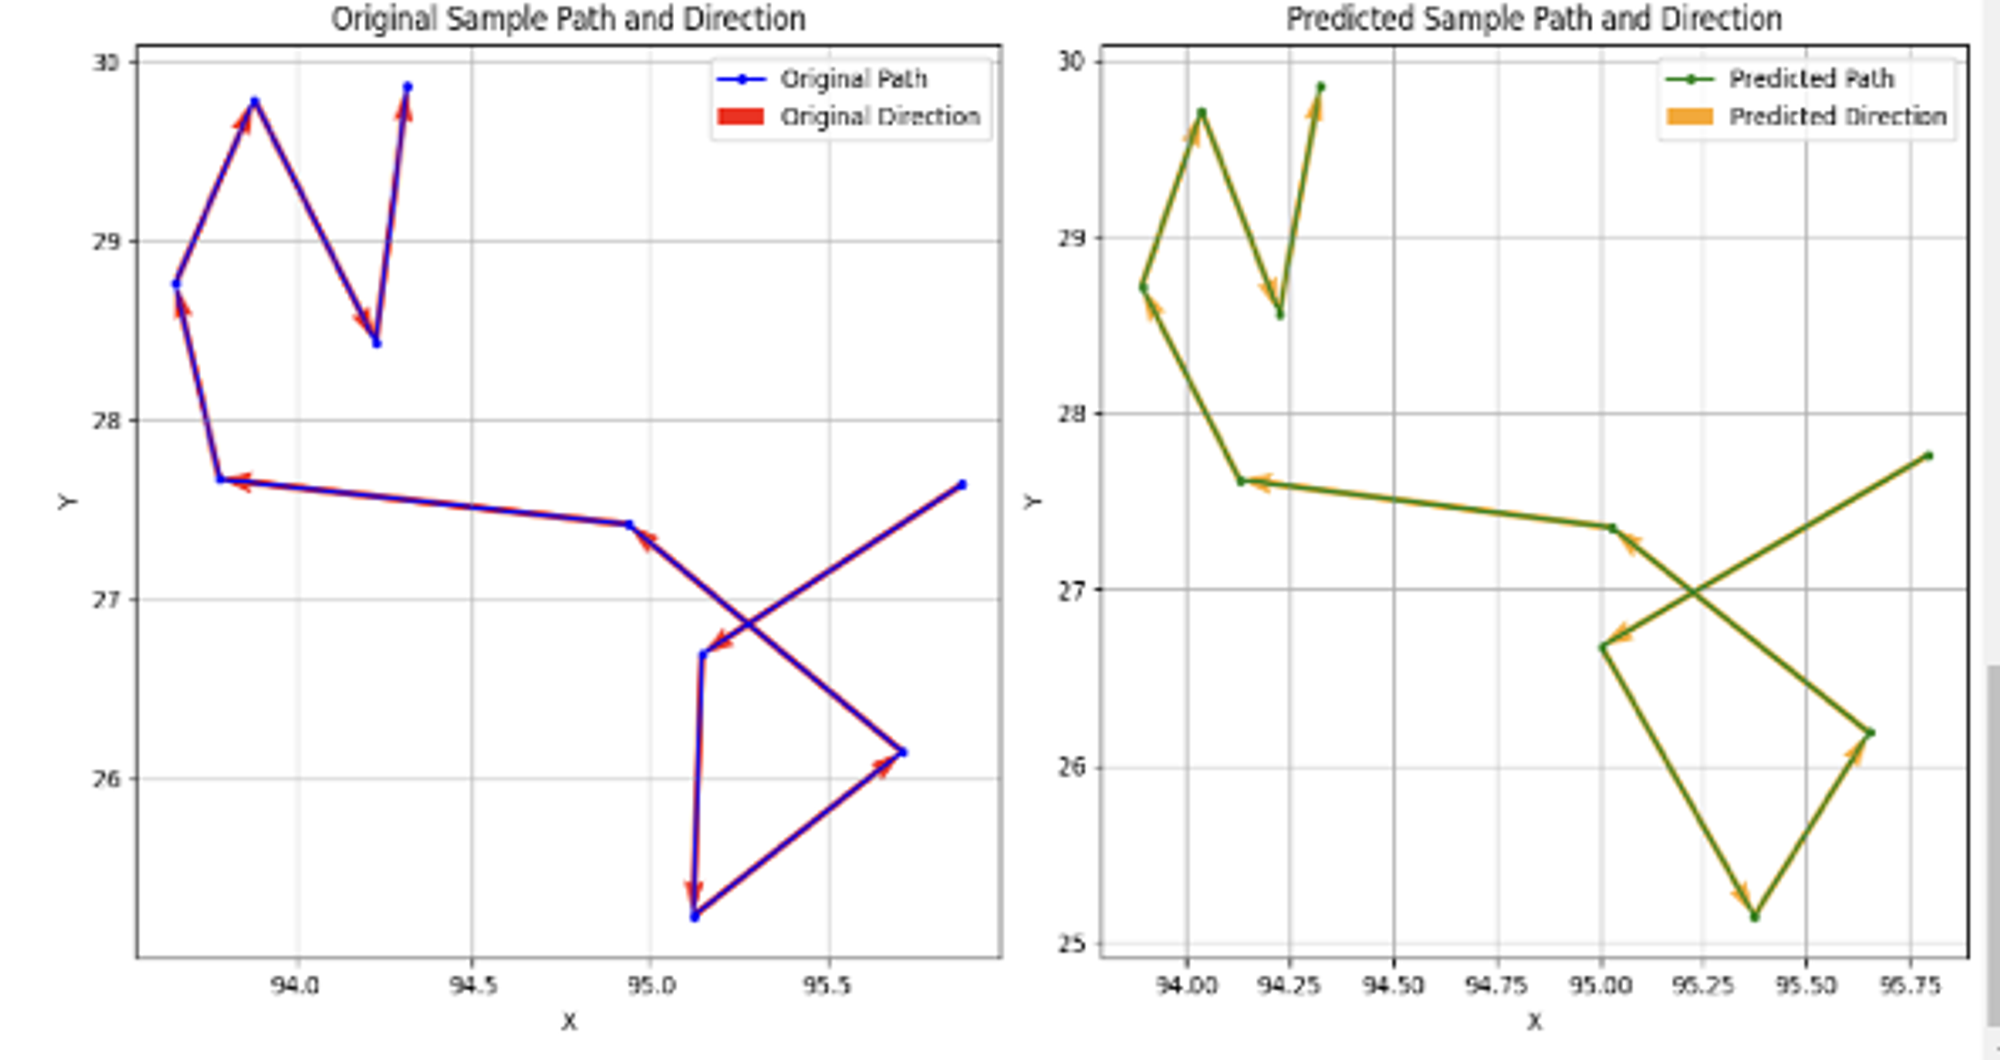 Original Sample Path and Direction
30
29
28
27
26
Y
94.0 94.5 95.0 95.5
X
Original Path
Original Direction
Predicted Sample Path and Direction
30
29
28
27
26
25
Y
94.00 94.25 94.50 94.75 95.00 95.25 95.50 95.75
X
Predicted Path
Predicted Direction